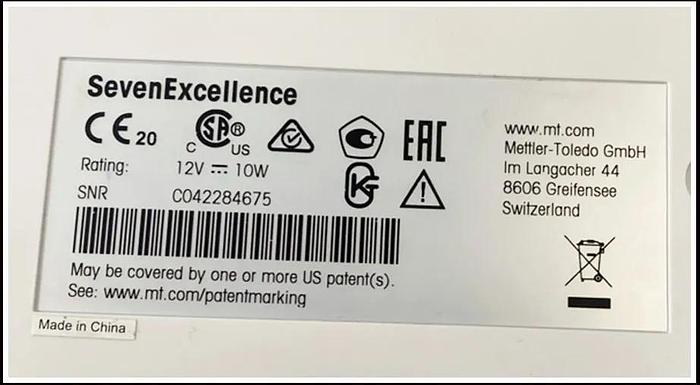 SevenExcellence
CE 20
C SA® US
EAC
Rating: 12V ⎓ 10W
SNR C042284675
May be covered by one or more US patent(s).
See: www.mt.com/patentmarking
www.mt.com
Mettler-Toledo GmbH
Im Langacher 44
8606 Greifensee
Switzerland
Made in China